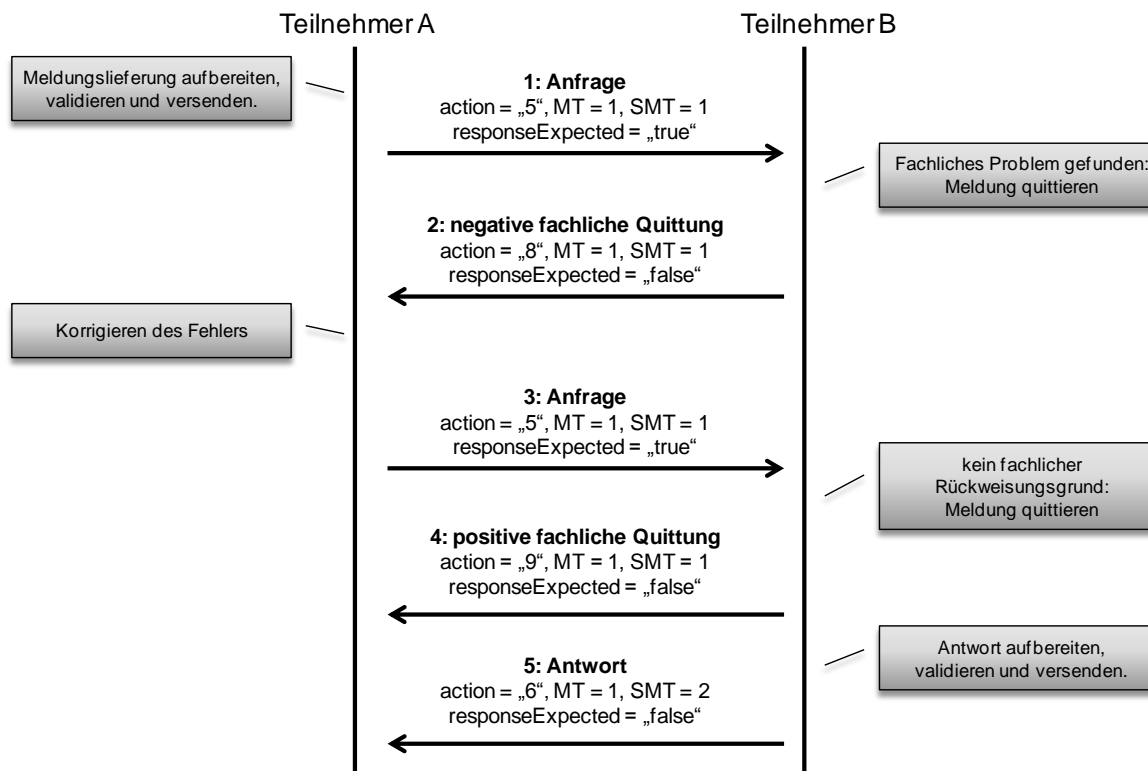 Teilnehmer A
Teilnehmer B
Meldungslieferung aufbereiten,
validieren und versenden.
1: Anfrage
action = „5“, MT = 1, SMT = 1
responseExpected = „true“
Fachliches Problem gefunden:
Meldung quittieren
2: negative fachliche Quittung
action = „8“, MT = 1, SMT = 1
responseExpected = „false“
Korrigieren des Fehlers
3: Anfrage
action = „5“, MT = 1, SMT = 1
responseExpected = „true“
kein fachlicher
Rückweisungsgrund:
Meldung quittieren
4: positive fachliche Quittung
action = „9“, MT = 1, SMT = 1
responseExpected = „false“
Antwort aufbereiten,
validieren und versenden.
5: Antwort
action = „6“, MT = 1, SMT = 2
responseExpected = „false“